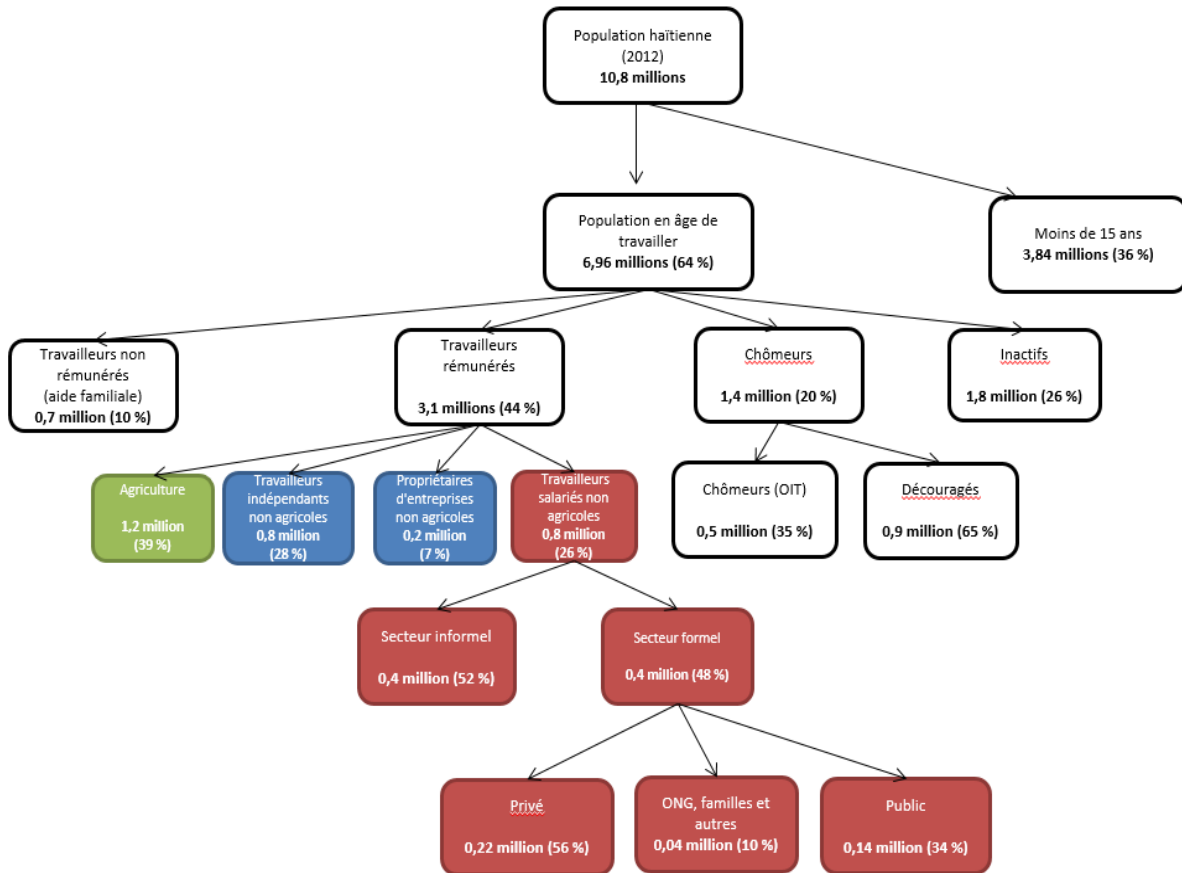 Population haïtienne
(2012)
10,8 millions
Population en âge de
travailler
6,96 millions (64 %)
Moins de 15 ans
3,84 millions (36 %)
Travailleurs non
rémunérés
(aide familiale)
0,7 million (10 %)
Travailleurs
rémunérés
3,1 millions (44 %)
Chômeurs
1,4 million (20 %)
Inactifs
1,8 million (26 %)
Agriculture
1,2 million
(39 %)
Travailleurs
indépendants
non agricoles
0,8 million
(28 %)
Propriétaires
d'entreprises
non agricoles
0,2 million
(7 %)
Travailleurs
salariés non
agricoles
0,8 million
(26 %)
Chômeurs (OIT)
0,5 million (35 %)
Découragés
0,9 million (65 %)
Secteur informel
0,4 million (52 %)
Secteur formel
0,4 million (48 %)
Privé
0,22 million (56 %)
ONG, familles et
autres
0,04 million (10 %)
Public
0,14 million (34 %)